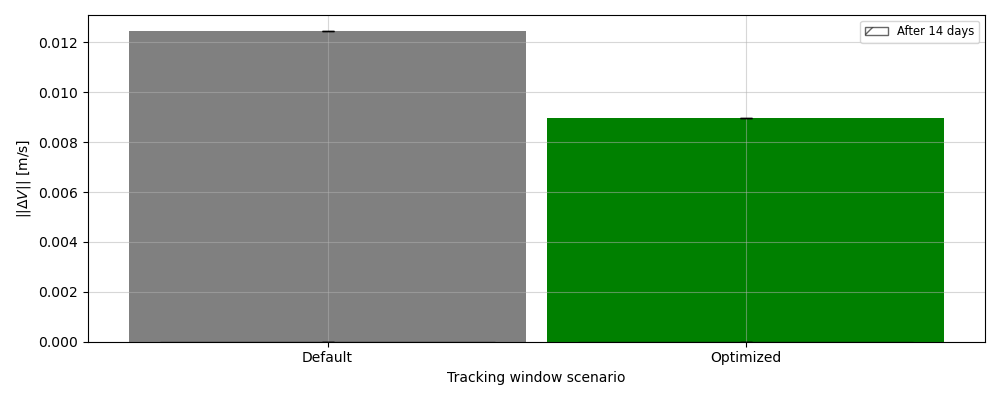 After 14 days
0.012
0.010
0.008
0.006
0.004
0.002
0.000
||ΔV|| [m/s]
Default
Optimized
Tracking window scenario